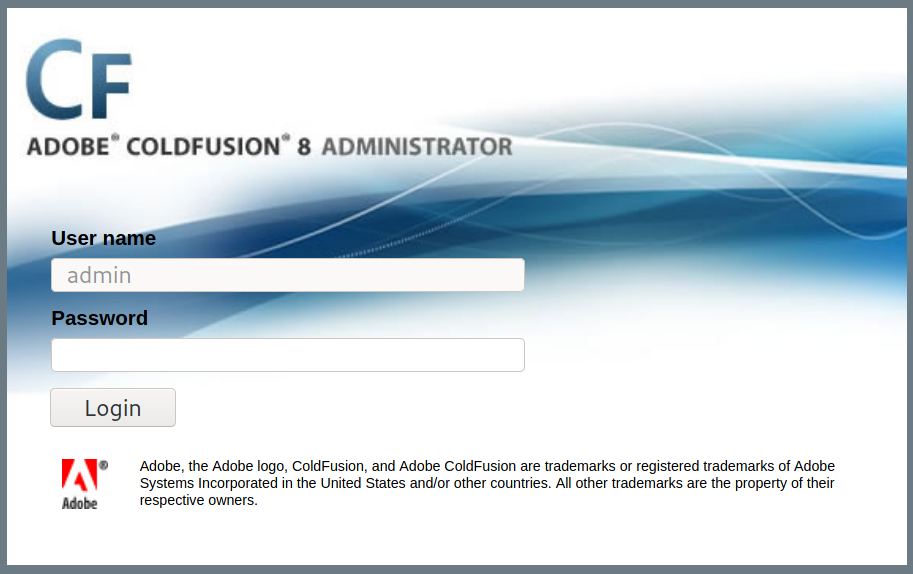 CF
ADOBE® COLDFUSION® 8 ADMINISTRATOR
User name
admin
Password
Login
®
Adobe
Adobe, the Adobe logo, ColdFusion, and Adobe ColdFusion are trademarks or registered trademarks of Adobe
Systems Incorporated in the United States and/or other countries. All other trademarks are the property of their
respective owners.